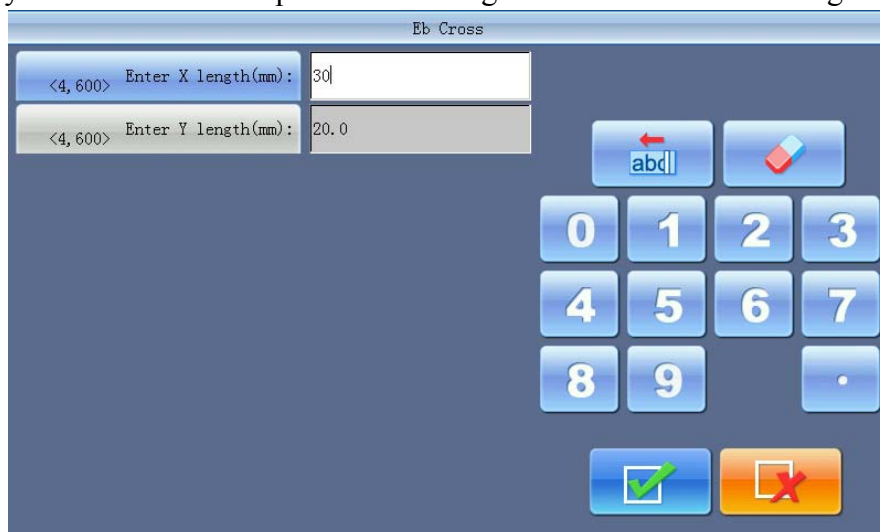 Eb Cross
<4,600> Enter X length(mm): 30
<4,600> Enter Y length(mm): 20.0
abc
0 1 2 3
4 5 6 7
8 9 .